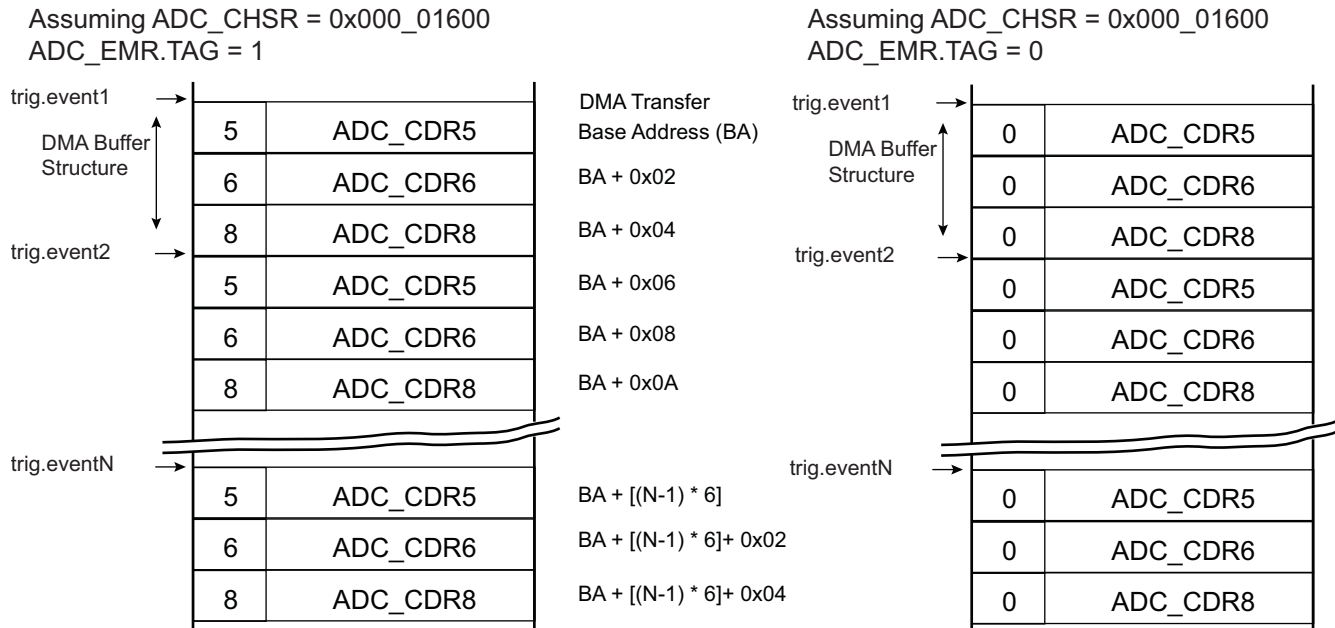 Assuming ADC_CHSR = 0x000_01600
ADC_EMR.TAG = 1
trig.event1
DMA Buffer
Structure
trig.event2
trig.eventN
5 ADC_CDR5
6 ADC_CDR6
8 ADC_CDR8
5 ADC_CDR5
6 ADC_CDR6
8 ADC_CDR8
5 ADC_CDR5
6 ADC_CDR6
8 ADC_CDR8
DMA Transfer
Base Address (BA)
BA + 0x02
BA + 0x04
BA + 0x06
BA + 0x08
BA + 0x0A
BA + [(N-1) * 6]
BA + [(N-1) * 6]+ 0x02
BA + [(N-1) * 6]+ 0x04
Assuming ADC_CHSR = 0x000_01600
ADC_EMR.TAG = 0
trig.event1
DMA Buffer
Structure
trig.event2
trig.eventN
0 ADC_CDR5
0 ADC_CDR6
0 ADC_CDR8
0 ADC_CDR5
0 ADC_CDR6
0 ADC_CDR8
0 ADC_CDR5
0 ADC_CDR6
0 ADC_CDR8